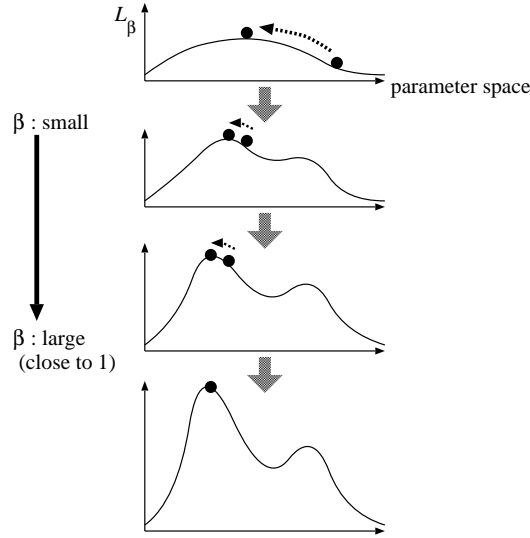 L_β
parameter space
β : small
β : large
(close to 1)